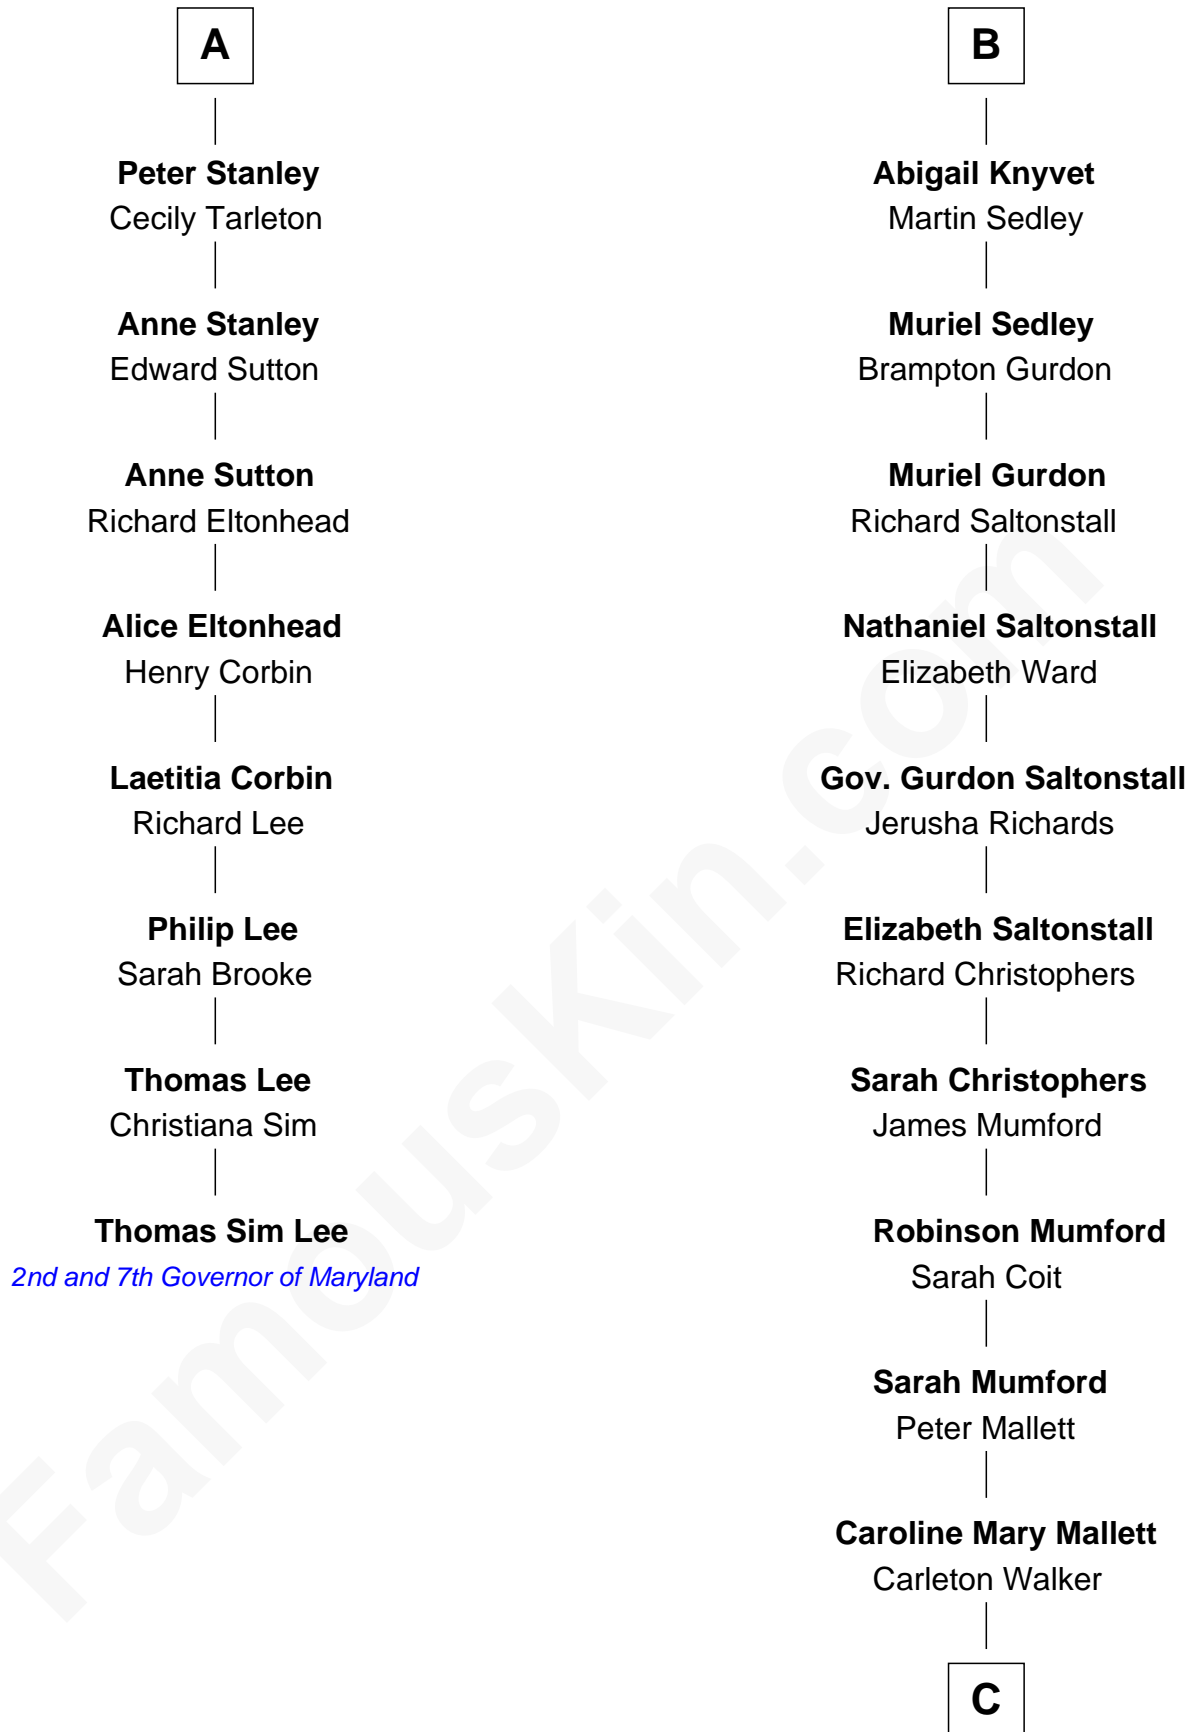 A
Peter Stanley
Cecily Tarleton
Anne Stanley
Edward Sutton
Anne Sutton
Richard Eltonhead
Alice Eltonhead
Henry Corbin
Laetitia Corbin
Richard Lee
Philip Lee
Sarah Brooke
Thomas Lee
Christiana Sim
Thomas Sim Lee
2nd and 7th Governor of Maryland
B
Abigail Knyvet
Martin Sedley
Muriel Sedley
Brampton Gurdon
Muriel Gurdon
Richard Saltonstall
Nathaniel Saltonstall
Elizabeth Ward
Gov. Gurdon Saltonstall
Jerusha Richards
Elizabeth Saltonstall
Richard Christophers
Sarah Christophers
James Mumford
Robinson Mumford
Sarah Coit
Sarah Mumford
Peter Mallett
Caroline Mary Mallett
Carleton Walker
C
FamousKin.com